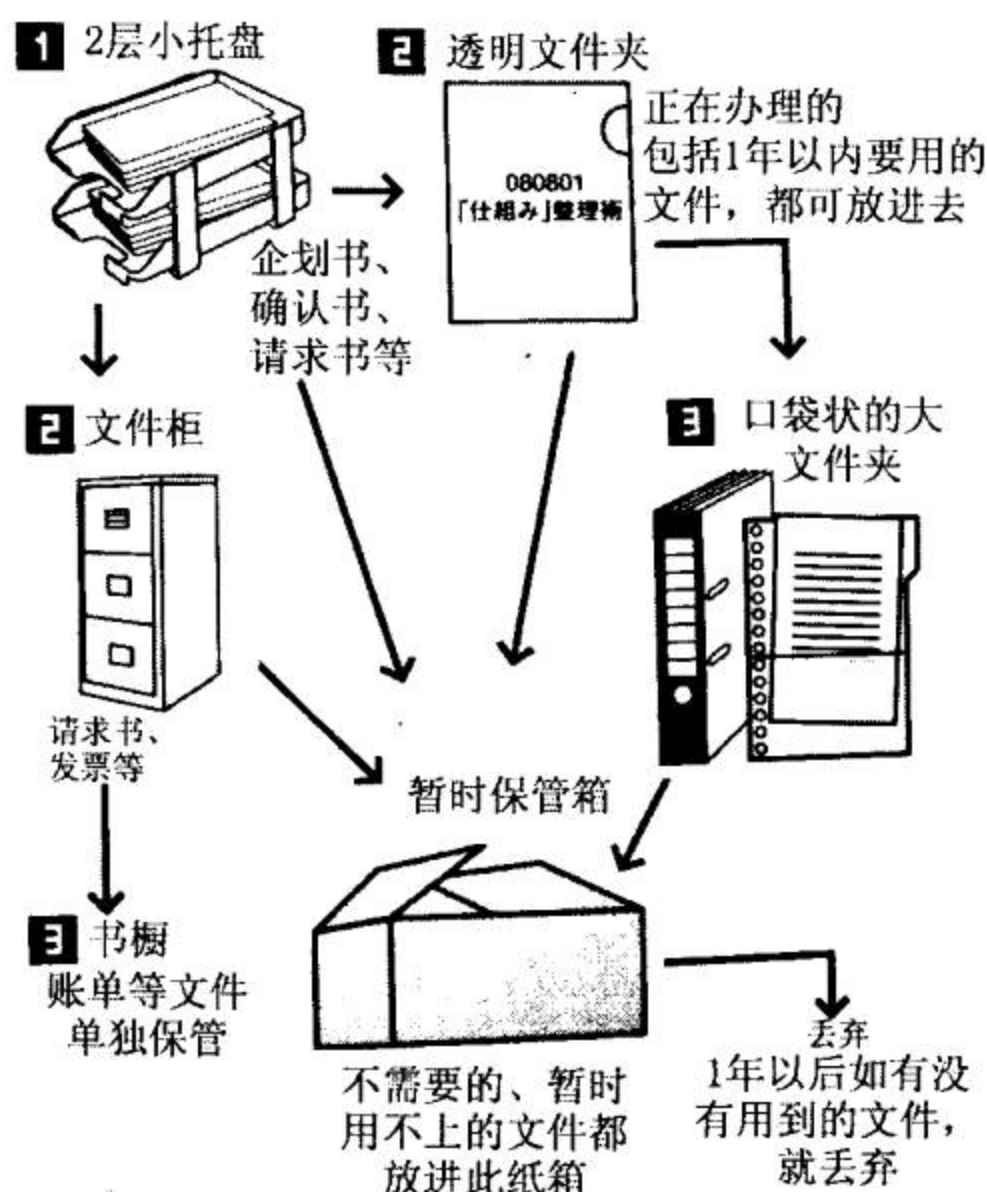 1 2层小托盘
2 透明文件夹
正在办理的
包括1年以内要用的
文件，都可放进去
080801
「仕組み」整理術
企划书、
确认书、
请求书等
2 文件柜
请求书、
发票等
3 口袋状的大
文件夹
暂时保管箱
3 书橱
账单等文件
单独保管
不需要的、暂时
用不上的文件都
放进此纸箱
丢弃
1年以后如有没
有用到的文件，
就丢弃